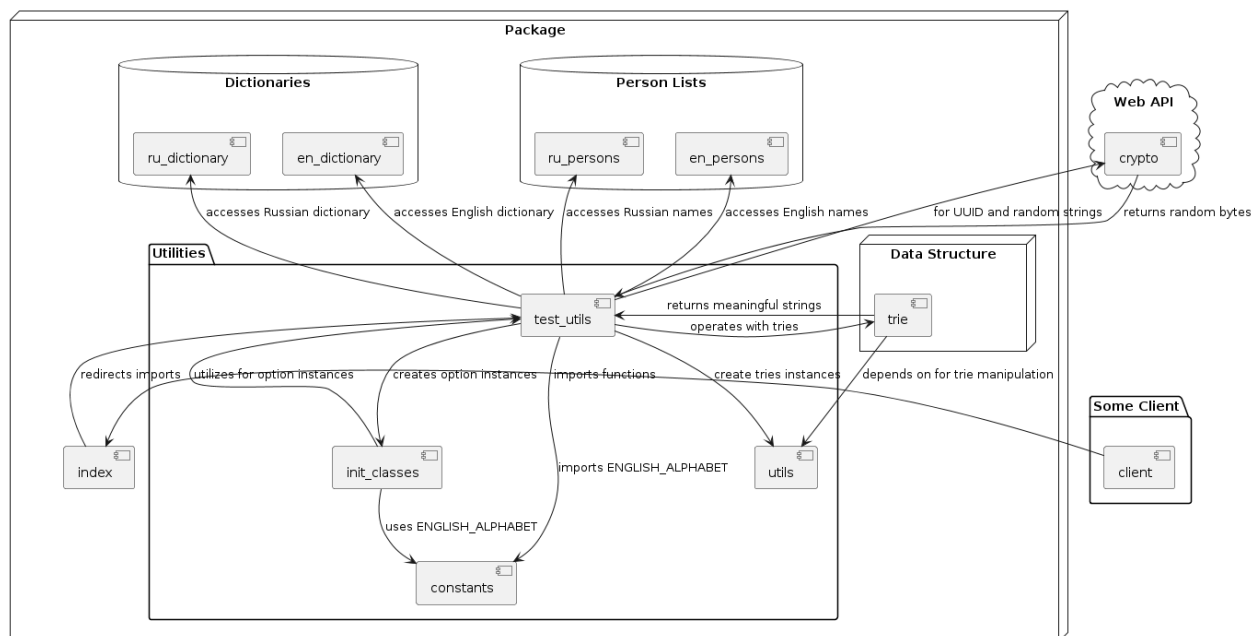 Package
Dictionaries
Person Lists
Web API
ru_dictionary
en_dictionary
ru_persons
en_persons
crypto
accesses Russian dictionary
accesses English dictionary
accesses Russian names
accesses English names
for UUID and random strings
returns random bytes
Utilities
Data Structure
test_utils
returns meaningful strings
operates with tries
trie
redirects imports
utilizes for option instances
creates option instances
imports functions
create tries instances
depends on for trie manipulation
Some Client
index
init_classes
imports ENGLISH_ALPHABET
utils
client
uses ENGLISH_ALPHABET
constants